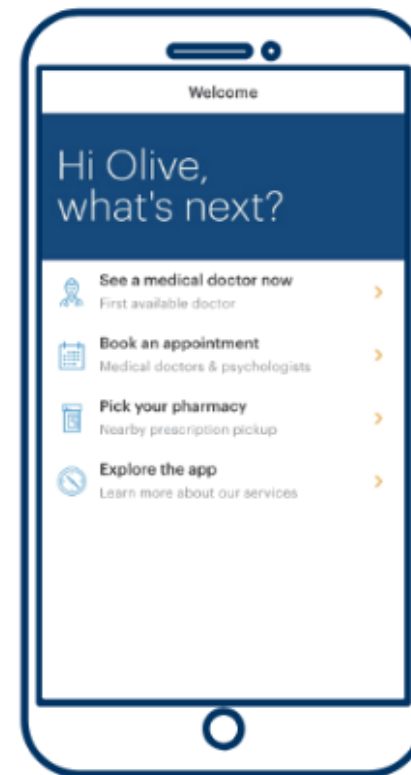 Welcome
Hi Olive,
what's next?
See a medical doctor now
First available doctor
Book an appointment
Medical doctors & psychologists
Pick your pharmacy
Nearby prescription pickup
Explore the app
Learn more about our services